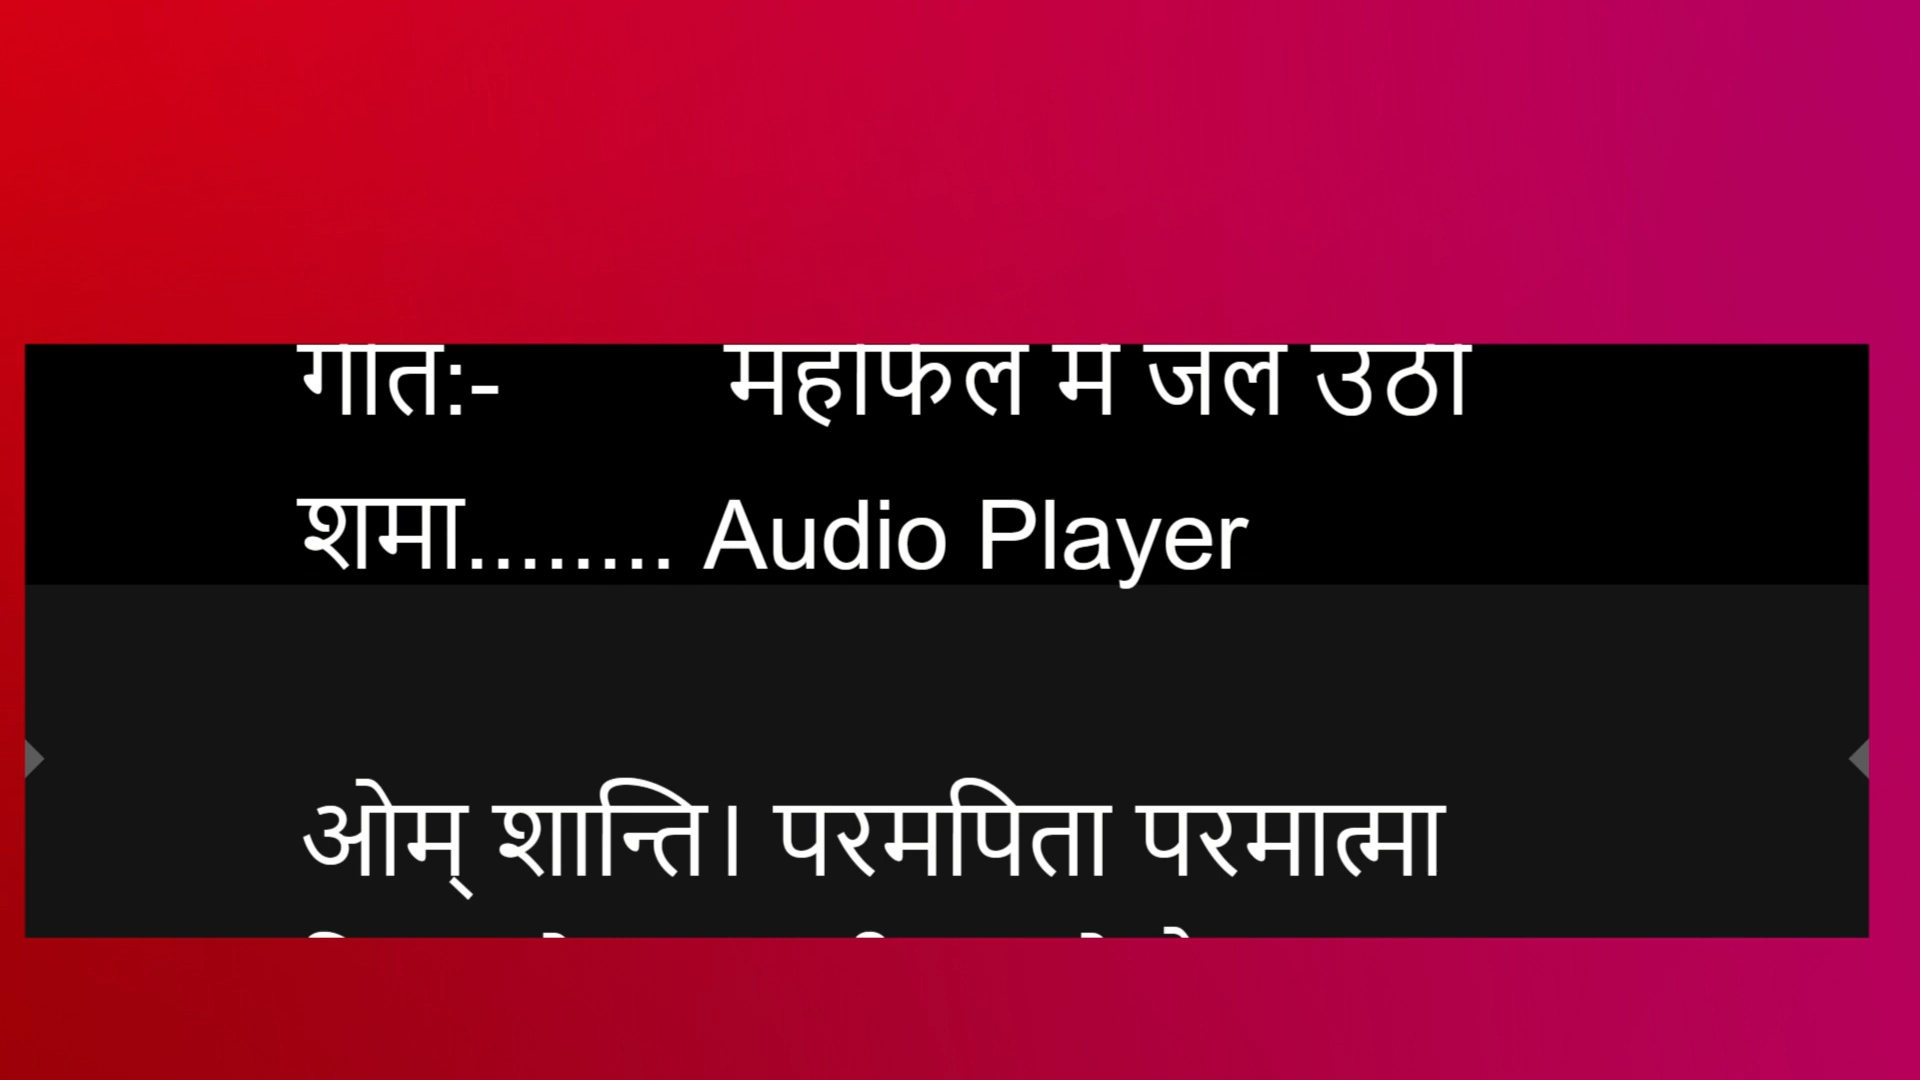 गीत:- महफिल में जल उठी
शमा........ Audio Player
ओम् शान्ति। परमपिता परमात्मा